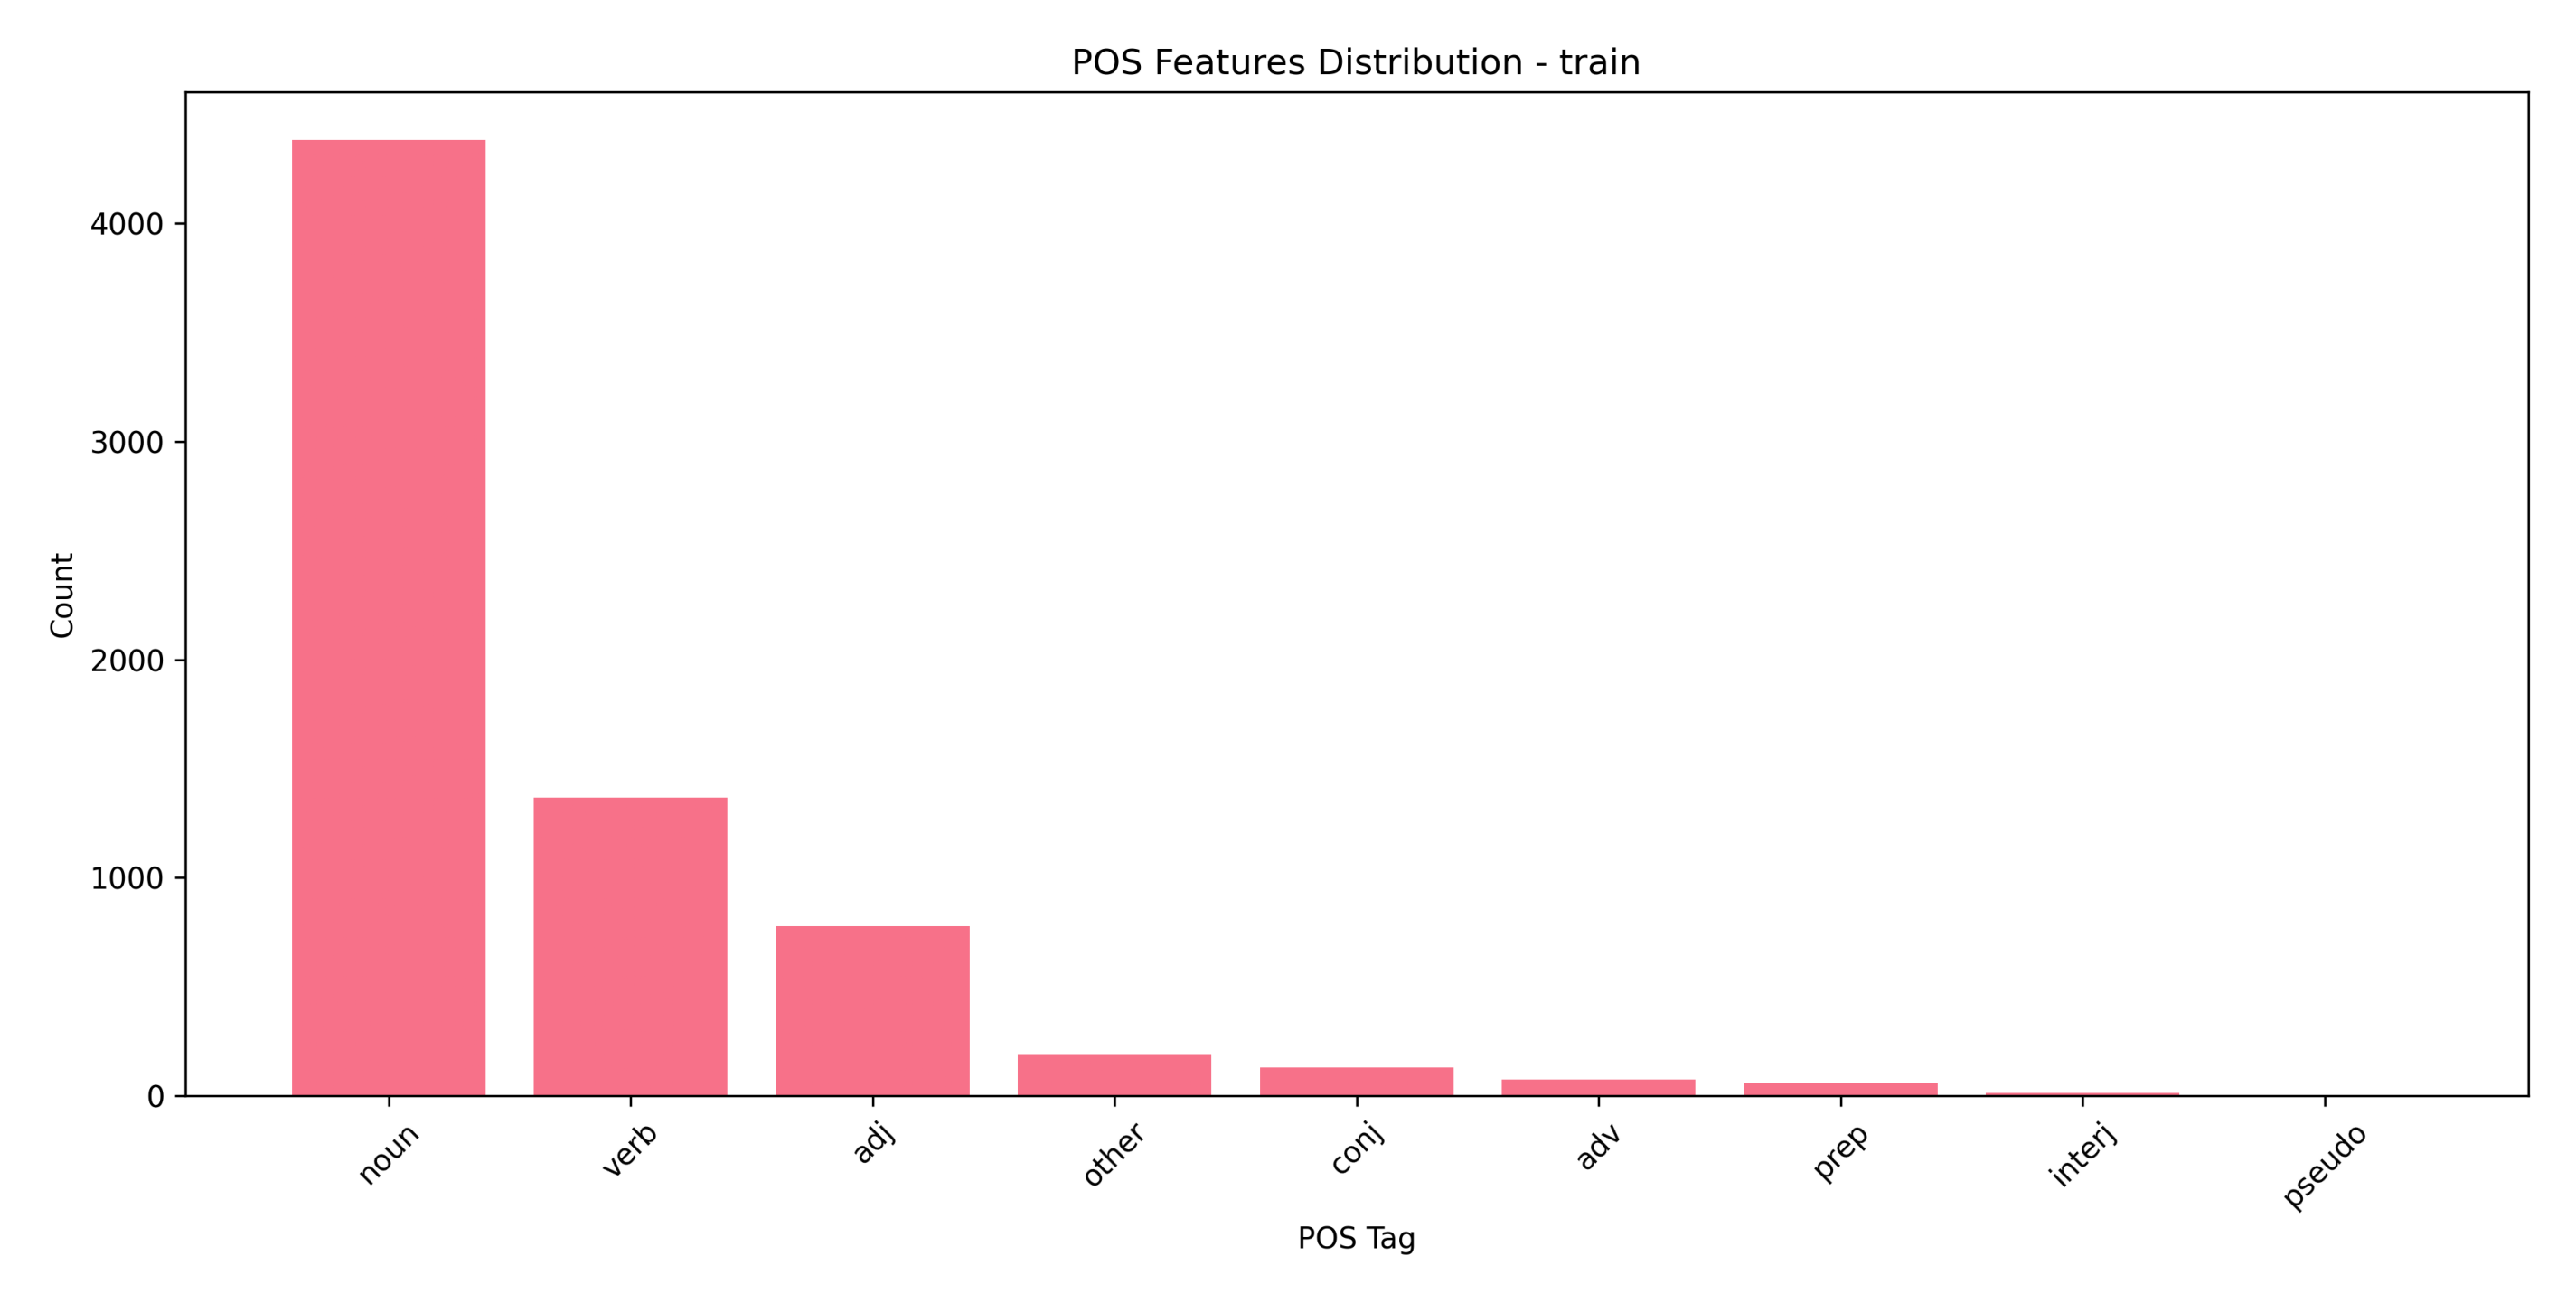 POS Features Distribution - train
4000
3000
2000
1000
0
Count
noun
verb
adj
other
conj
adv
prep
interj
pseudo
POS Tag